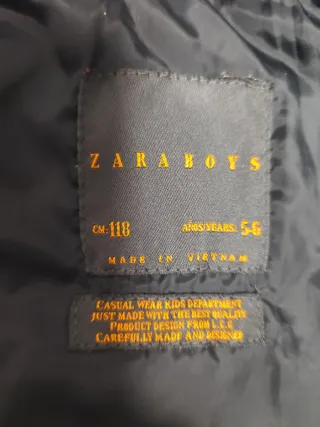 ZARA BOYS
CM: 118 AÑOS/YEARS: 5-6
MADE IN VIETNAM
CASUAL WEAR KIDS DEPARTMENT
JUST MADE WITH THE BEST QUALITY
PRODUCT DESIGN FROM L.C.G
CAREFULLY MADE AND DESIGNED